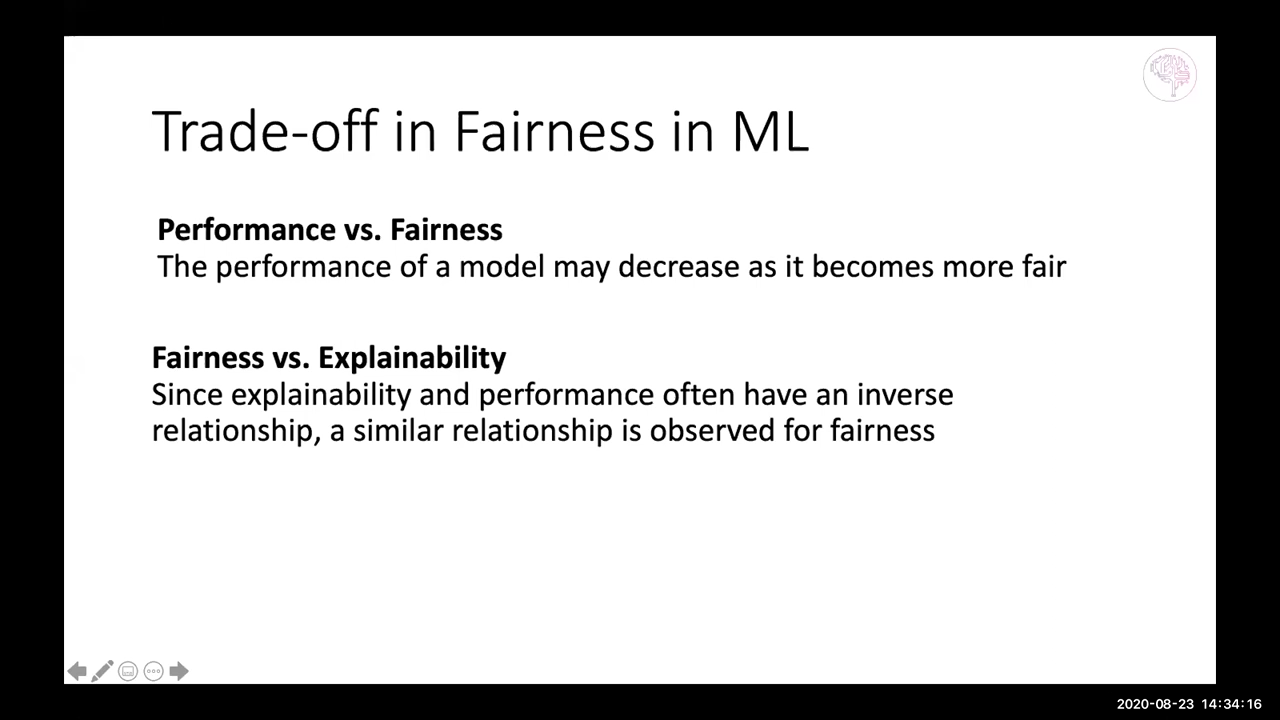 Trade-off in Fairness in ML
Performance vs. Fairness
The performance of a model may decrease as it becomes more fair
Fairness vs. Explainability
Since explainability and performance often have an inverse
relationship, a similar relationship is observed for fairness
2020-08-23 14:34:16